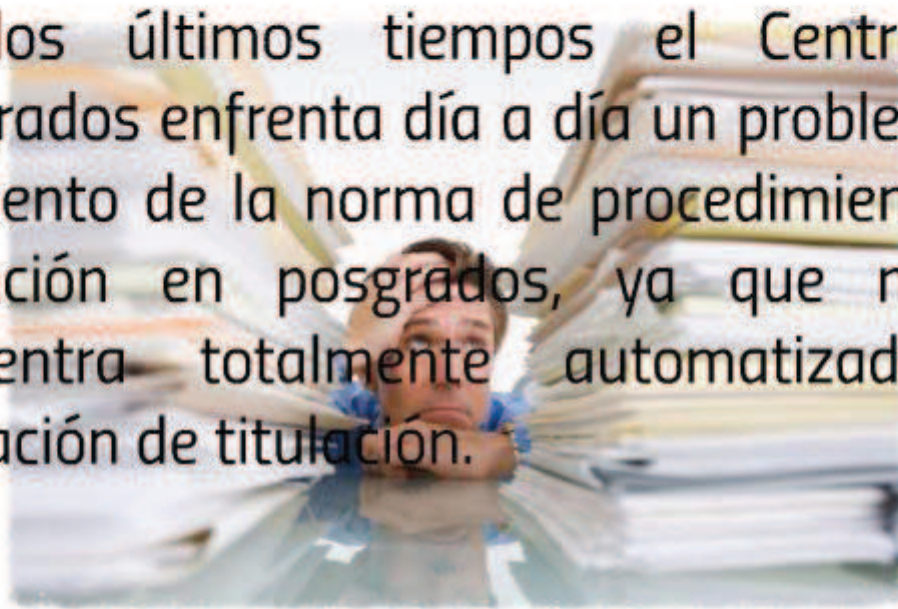 los últimos tiempos el Centr
rados enfrenta día a día un proble
ento de la norma de procedimien
ción en posgrados, ya que n
entra totalmente automatizad
ación de titulación.